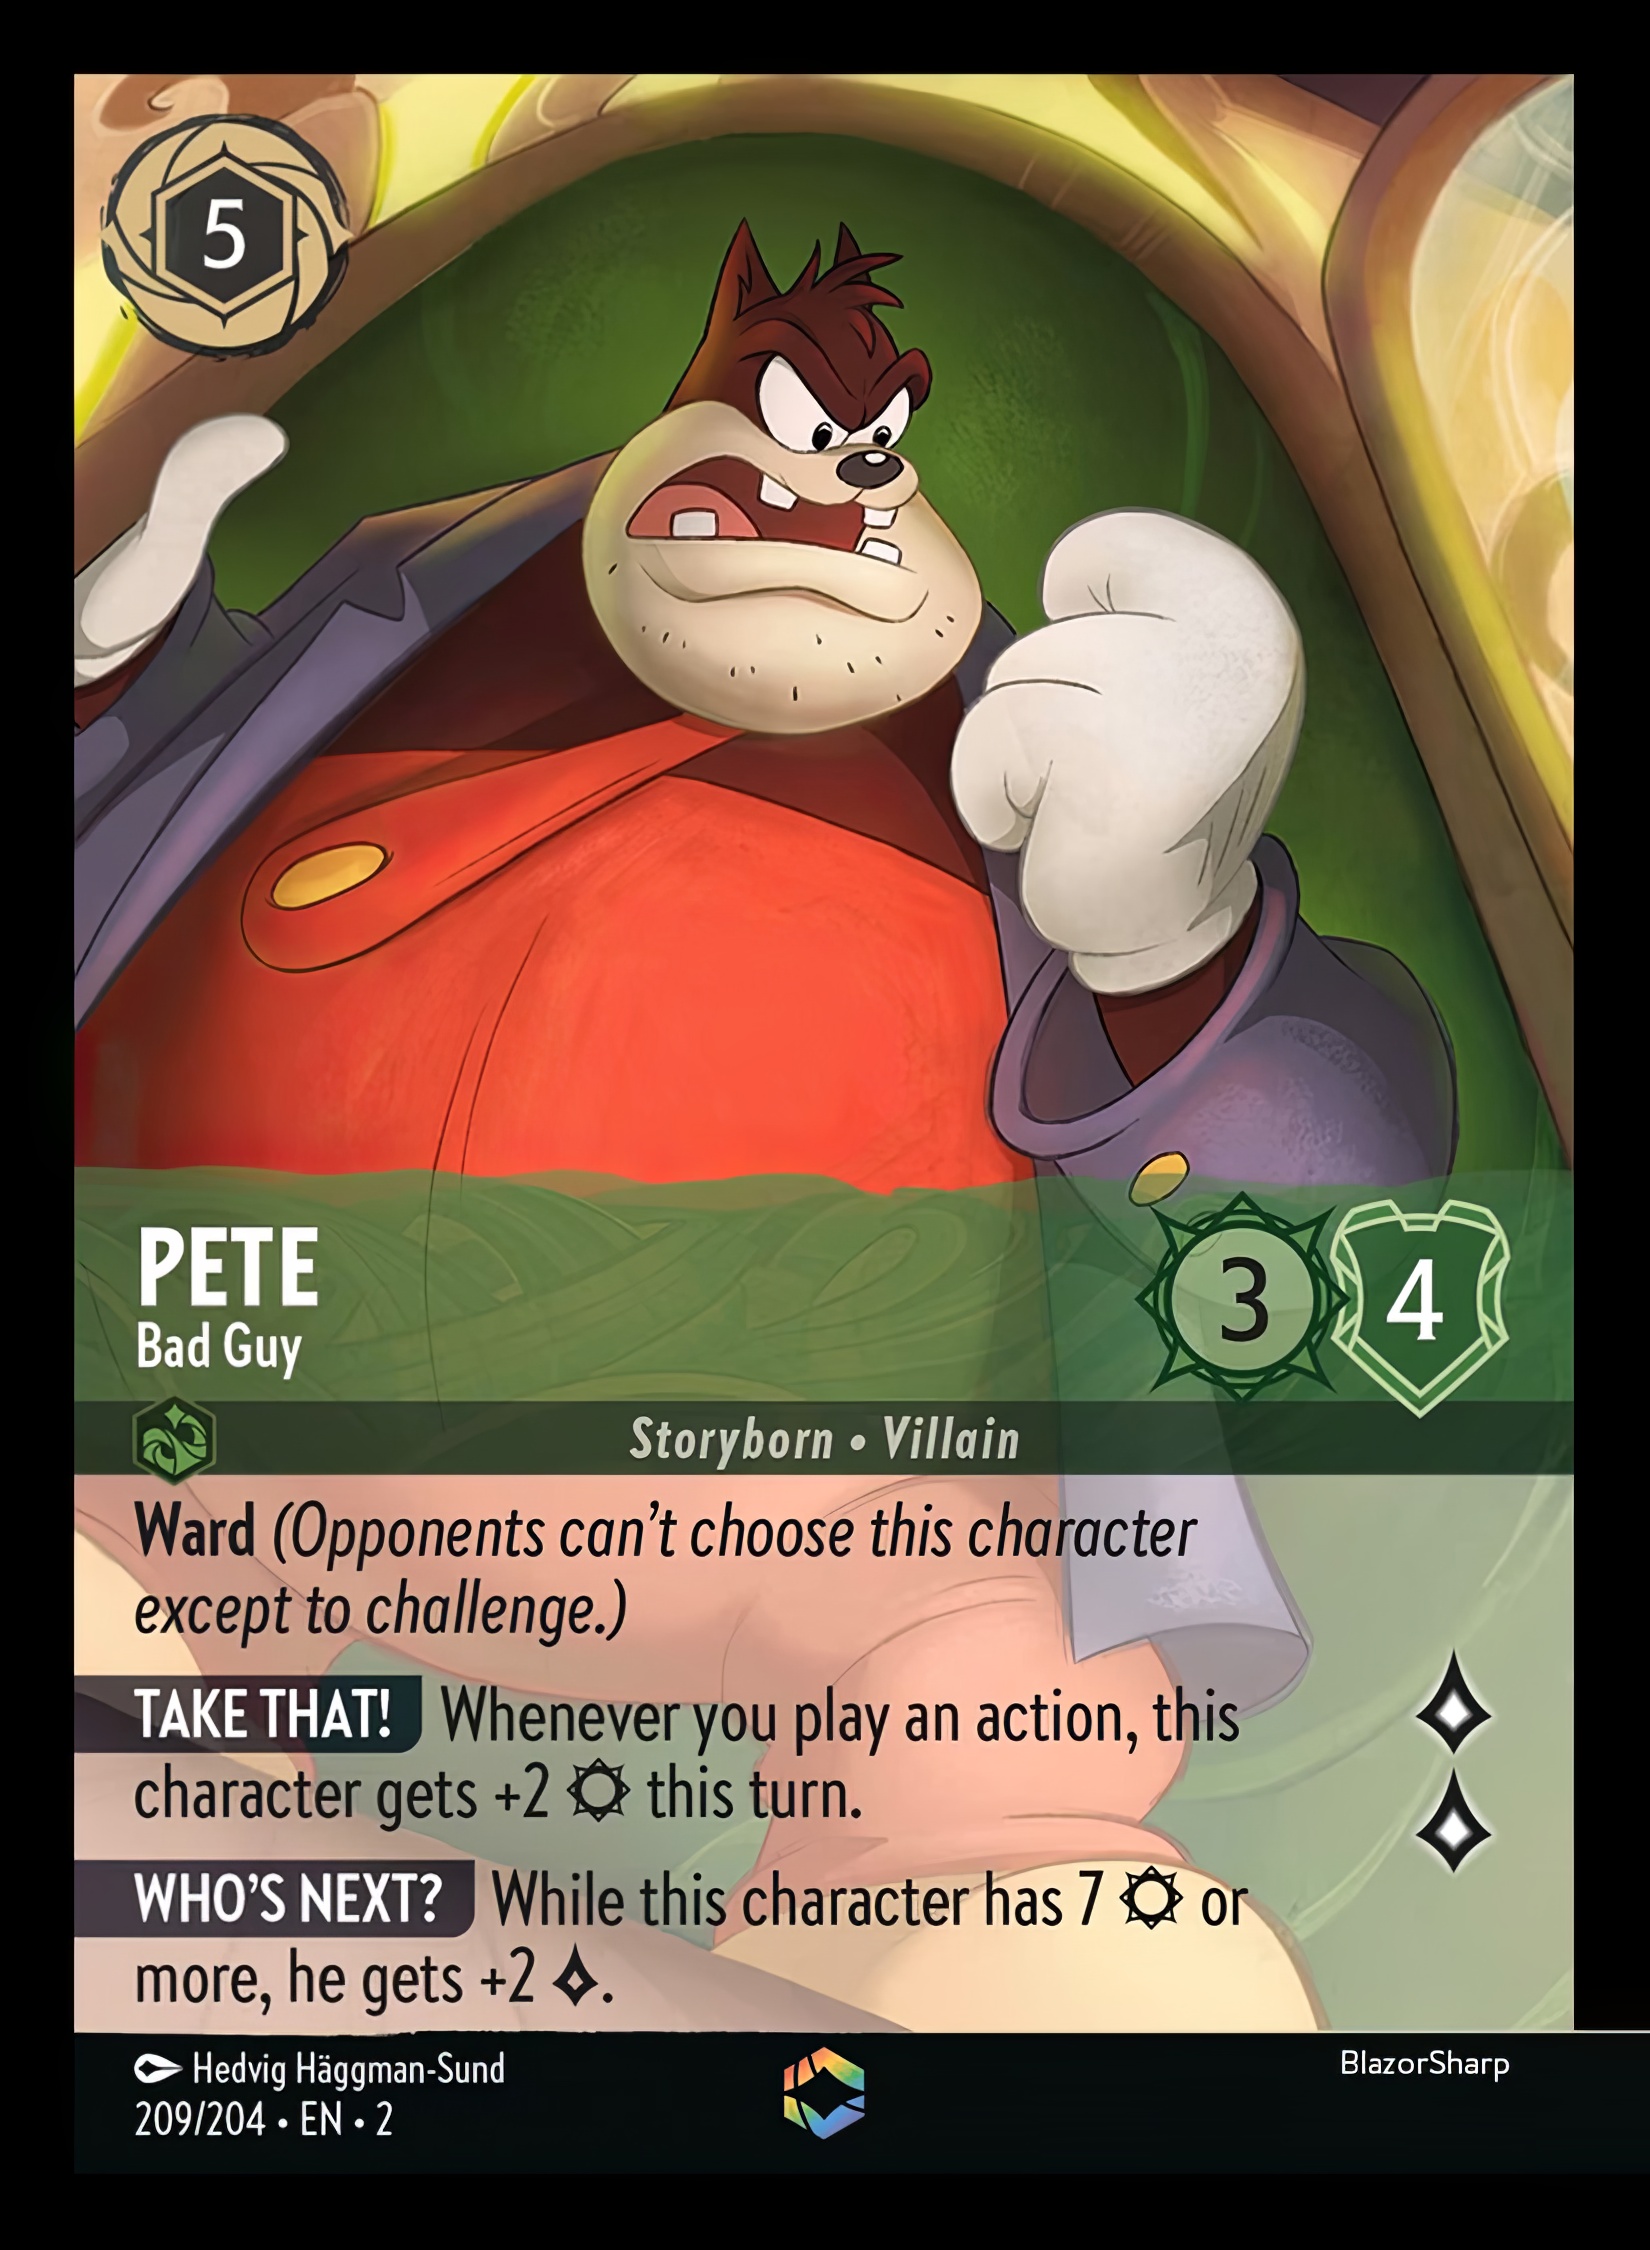 5
PETE
Bad Guy
3 4
Storyborn • Villain
Ward (Opponents can't choose this character
except to challenge.)
TAKE THAT! Whenever you play an action, this
character gets +2 this turn.
WHO'S NEXT? While this character has 7 or
more, he gets +2 .
Hedvig Häggman-Sund
209/204 • EN • 2
BlazorSharp